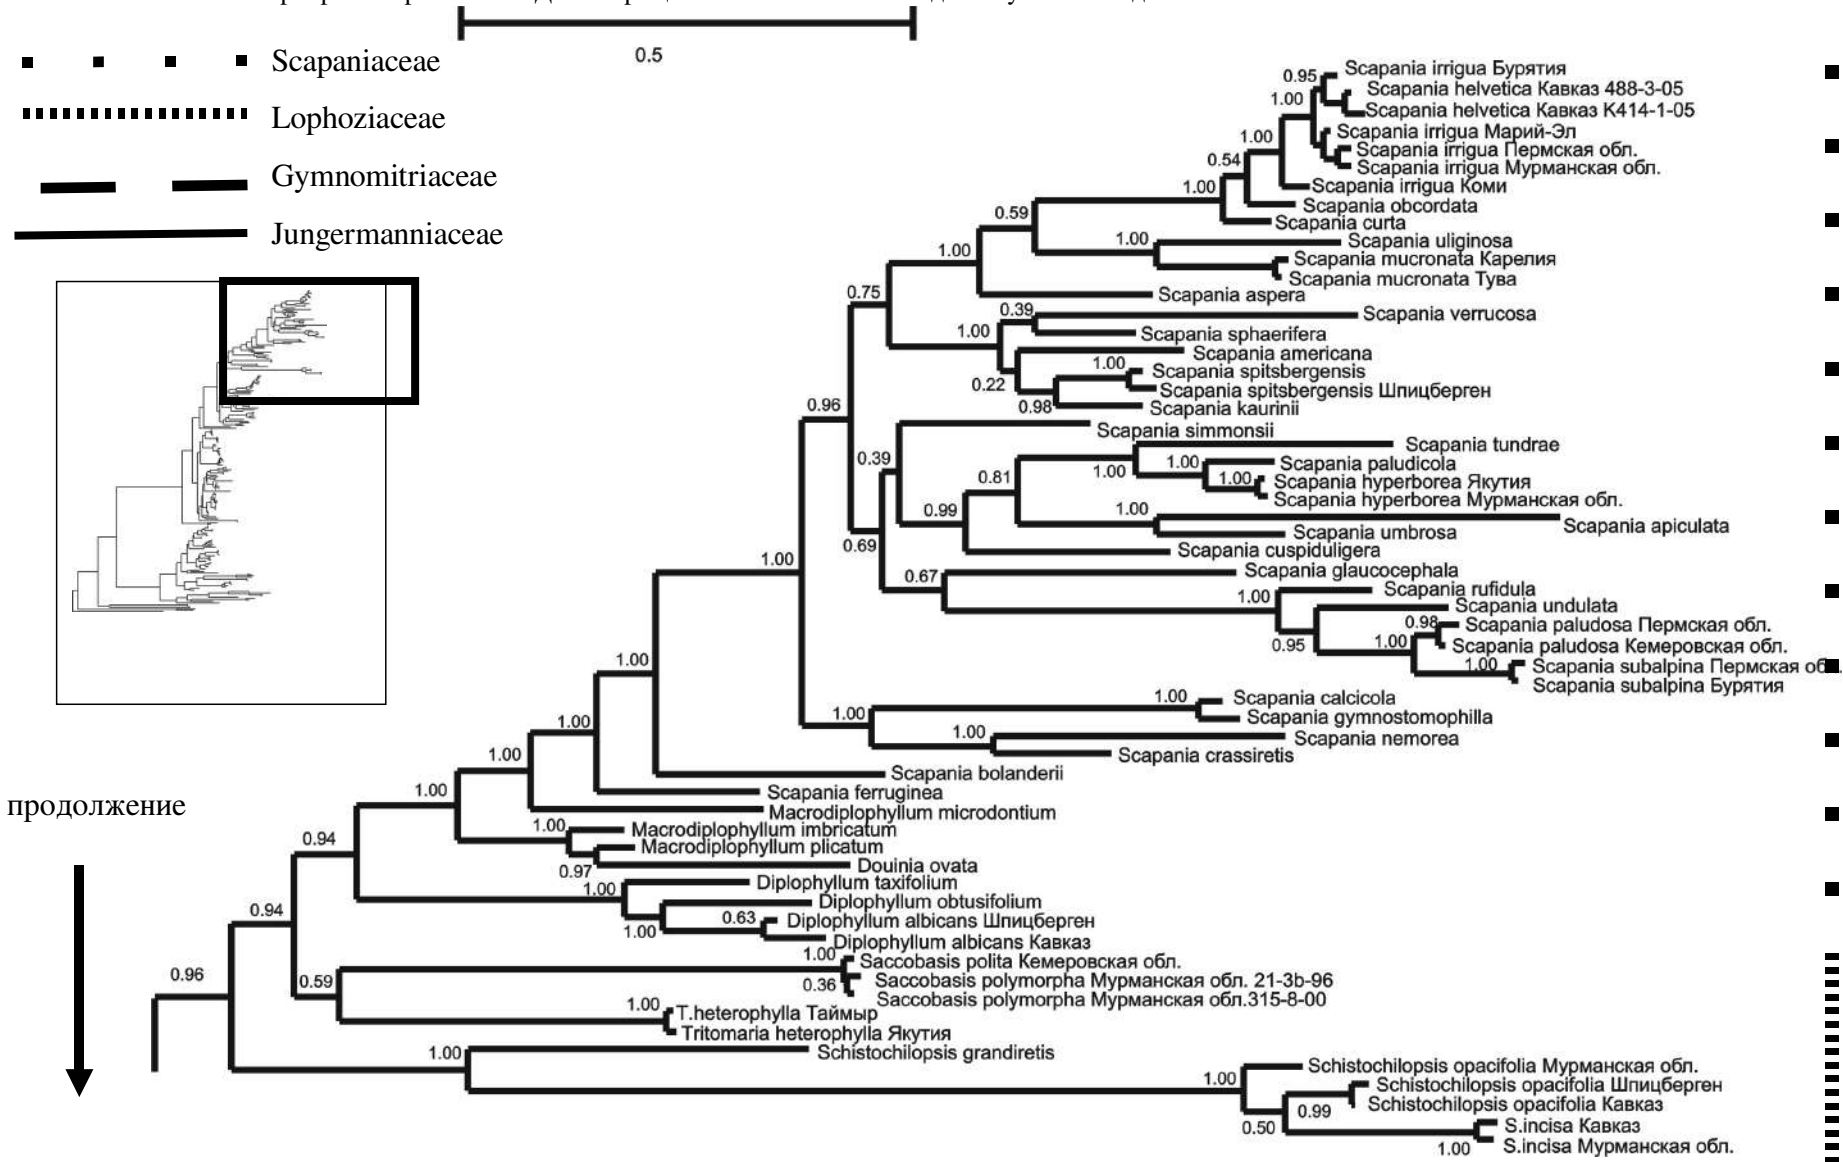 0.5
Scapaniaceae
Lophoziaceae
Gymnomitriaceae
Jungermanniaceae
продолжение
0.95
Scapania irrigua Бурятия
Scapania helvetica Кавказ 488-3-05
1.00
Scapania helvetica Кавказ K414-1-05
Scapania irrigua Марий-Эл
1.00
Scapania irrigua Пермская обл.
0.54
Scapania irrigua Мурманская обл.
1.00
Scapania irrigua Коми
Scapania obcordata
0.59
Scapania curta
1.00
Scapania uliginosa
1.00
Scapania mucronata Карелия
Scapania mucronata Тува
0.75
Scapania aspera
0.39
Scapania verrucosa
1.00
Scapania sphaerifera
Scapania americana
1.00
Scapania spitsbergensis
0.22
Scapania spitsbergensis Шпицберген
0.96
0.98
Scapania kaurinii
Scapania simmonsii
Scapania tundrae
0.39
1.00
1.00
Scapania paludicola
0.81
1.00
Scapania hyperborea Якутия
Scapania hyperborea Мурманская обл.
0.99
1.00
Scapania apiculata
Scapania umbrosa
0.69
Scapania cuspiduligera
1.00
0.67
Scapania glaucocephala
1.00
Scapania rufidula
Scapania undulata
0.98
Scapania paludosa Пермская обл.
0.95
1.00
Scapania paludosa Кемеровская обл.
1.00
1.00
Scapania subalpina Пермская
Scapania subalpina Бурятия
1.00
Scapania calcicola
1.00
1.00
Scapania gymnostomophilla
1.00
Scapania nemorea
1.00
Scapania crassiretis
Scapania bolanderii
1.00
Scapania ferruginea
Macrodiplophyllum microdontium
1.00
Macrodiplophyllum imbricatum
0.94
Macrodiplophyllum plicatum
0.97
Douinia ovata
1.00
Diplophyllum taxifolium
Diplophyllum obtusifolium
0.94
0.63
Diplophyllum albicans Шпицберген
1.00
Diplophyllum albicans Кавказ
1.00
Saccobasis polita Кемеровская обл.
0.96
0.59
0.36
Saccobasis polymorpha Мурманская обл. 21-3b-96
Saccobasis polymorpha Мурманская обл.315-8-00
1.00
T.heterophylla Таймыр
Tritomaria heterophylla Якутия
1.00
Schistochilopsis grandiretis
Schistochilopsis opacifolia Мурманская обл.
1.00
Schistochilopsis opacifolia Шпицберген
0.99
Schistochilopsis opacifolia Кавказ
0.50
S.incisa Кавказ
1.00
S.incisa Мурманская обл.